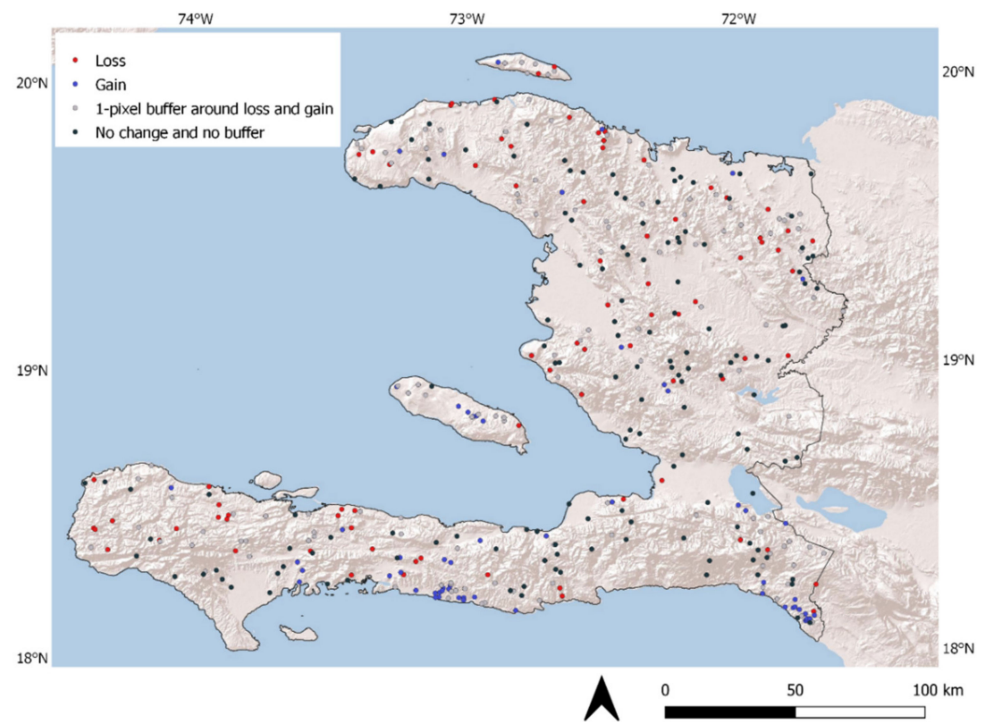 74°W 73°W 72°W
Loss
Gain
1-pixel buffer around loss and gain
No change and no buffer
20°N 20°N
19°N 19°N
18°N 18°N
0 50 100 km